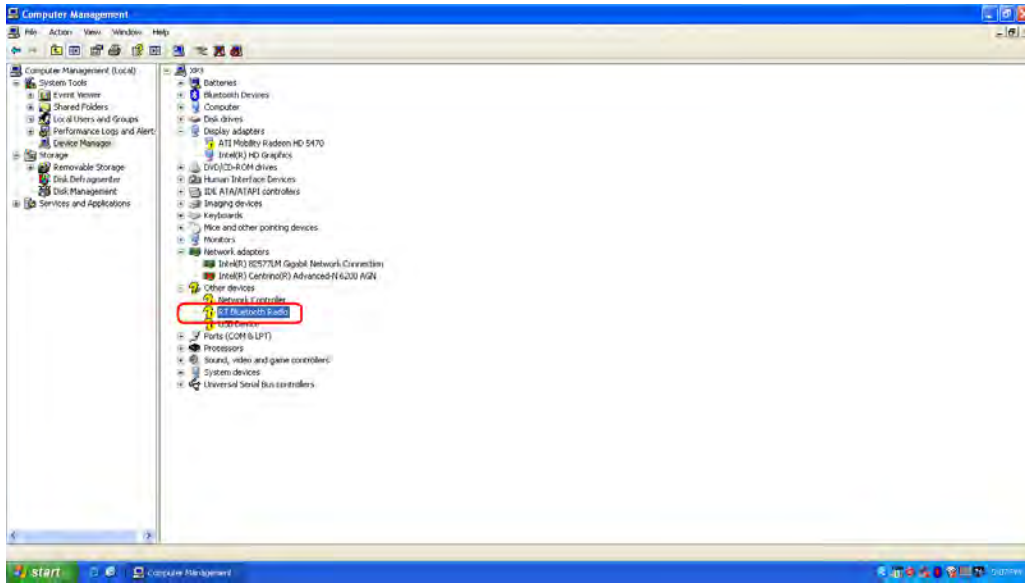 Computer Management
File Action View Window Help
Computer Management (Local)
System Tools
Event Viewer
Shared Folders
Local Users and Groups
Performance Logs and Alert
Device Manager
Storage
Removable Storage
Disk Defragmenter
Disk Management
Services and Applications
Batteries
Bluetooth Devices
Computer
Disk drives
Display adapters
ATI Mobility Radeon HD 5470
Intel(R) HD Graphics
DVD/CD-ROM drives
Human Interface Devices
IDE ATA/ATAPI controllers
Imaging devices
Keyboards
Mice and other pointing devices
Monitors
Network adapters
Intel(R) 82577LM Gigabit Network Connection
Intel(R) Centrino(R) Advanced-N 6200 AGN
Other devices
Network Controller
RT Bluetooth Radio
USB Device
Ports (COM & LPT)
Processors
Sound, video and game controllers
System devices
Universal Serial Bus controllers
start
Computer Management